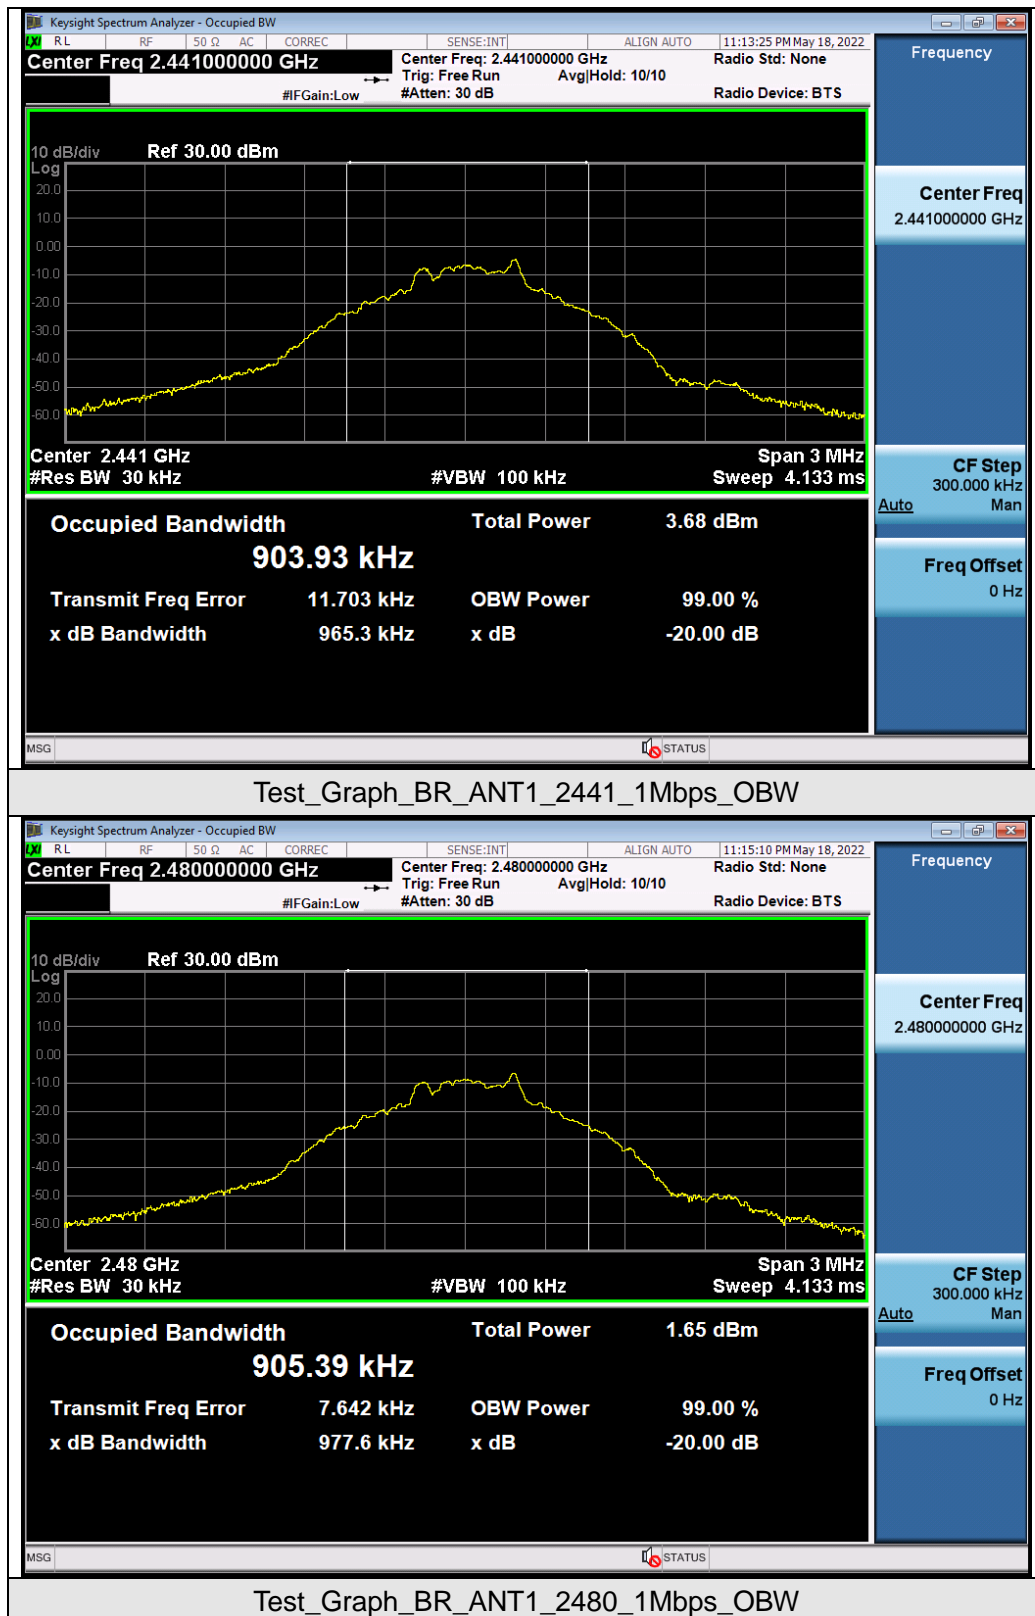 Keysight Spectrum Analyzer - Occupied BW
LXI RL RF 50 Ω AC CORREC SENSE:INT ALIGN AUTO 11:13:25 PM May 18, 2022
Center Freq 2.441000000 GHz Center Freq: 2.441000000 GHz Radio Std: None Frequency
Trig: Free Run Avg|Hold: 10/10
#IFGain:Low #Atten: 30 dB Radio Device: BTS
10 dB/div Ref 30.00 dBm
Log
20.0
10.0
0.00
-10.0
-20.0
-30.0
-40.0
-50.0
-60.0
Center Freq
2.441000000 GHz
Center 2.441 GHz Span 3 MHz
#Res BW 30 kHz #VBW 100 kHz Sweep 4.133 ms
CF Step
300.000 kHz
Auto Man
Freq Offset
0 Hz
Occupied Bandwidth Total Power 3.68 dBm
903.93 kHz
Transmit Freq Error 11.703 kHz OBW Power 99.00 %
x dB Bandwidth 965.3 kHz x dB -20.00 dB
MSG STATUS
Test_Graph_BR_ANT1_2441_1Mbps_OBW
Keysight Spectrum Analyzer - Occupied BW
LXI RL RF 50 Ω AC CORREC SENSE:INT ALIGN AUTO 11:15:10 PM May 18, 2022
Center Freq 2.480000000 GHz Center Freq: 2.480000000 GHz Radio Std: None Frequency
Trig: Free Run Avg|Hold: 10/10
#IFGain:Low #Atten: 30 dB Radio Device: BTS
10 dB/div Ref 30.00 dBm
Log
20.0
10.0
0.00
-10.0
-20.0
-30.0
-40.0
-50.0
-60.0
Center Freq
2.480000000 GHz
Center 2.48 GHz Span 3 MHz
#Res BW 30 kHz #VBW 100 kHz Sweep 4.133 ms
CF Step
300.000 kHz
Auto Man
Freq Offset
0 Hz
Occupied Bandwidth Total Power 1.65 dBm
905.39 kHz
Transmit Freq Error 7.642 kHz OBW Power 99.00 %
x dB Bandwidth 977.6 kHz x dB -20.00 dB
MSG STATUS
Test_Graph_BR_ANT1_2480_1Mbps_OBW